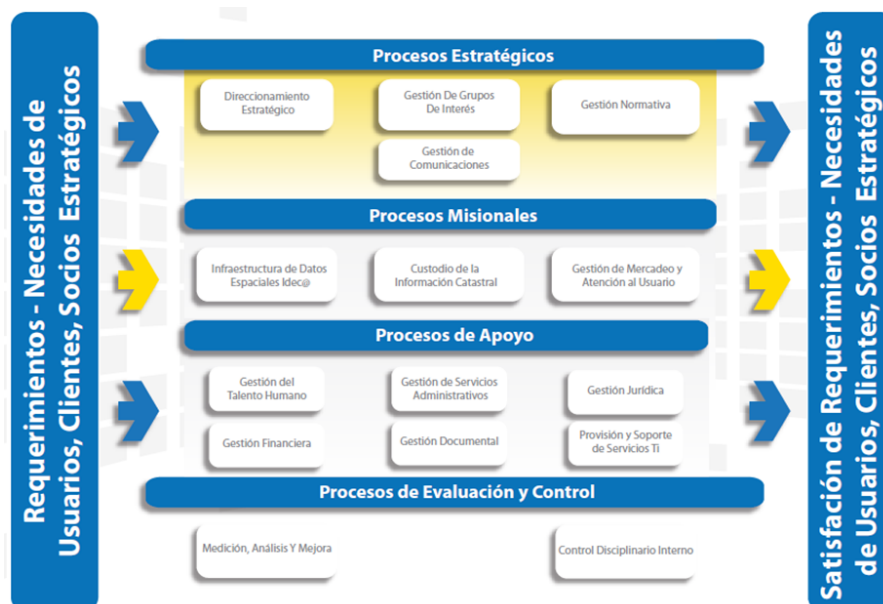 Requerimientos - Necesidades de
Usuarios, Clientes, Socios Estratégicos
Procesos Estratégicos
Direccionamiento
Estratégico
Gestión De Grupos
De Interés
Gestión Normativa
Gestión de
Comunicaciones
Procesos Misionales
Infraestructura de Datos
Espaciales Idec@
Custodio de la
Información Catastral
Gestión de Mercadeo y
Atención al Usuario
Procesos de Apoyo
Gestión del
Talento Humano
Gestión de Servicios
Administrativos
Gestión Jurídica
Gestión Financiera
Gestión Documental
Provisión y Soporte
de Servicios Ti
Procesos de Evaluación y Control
Medición, Análisis Y Mejora
Control Disciplinario Interno
Satisfacción de Requerimientos - Necesidades
de Usuarios, Clientes, Socios Estratégicos